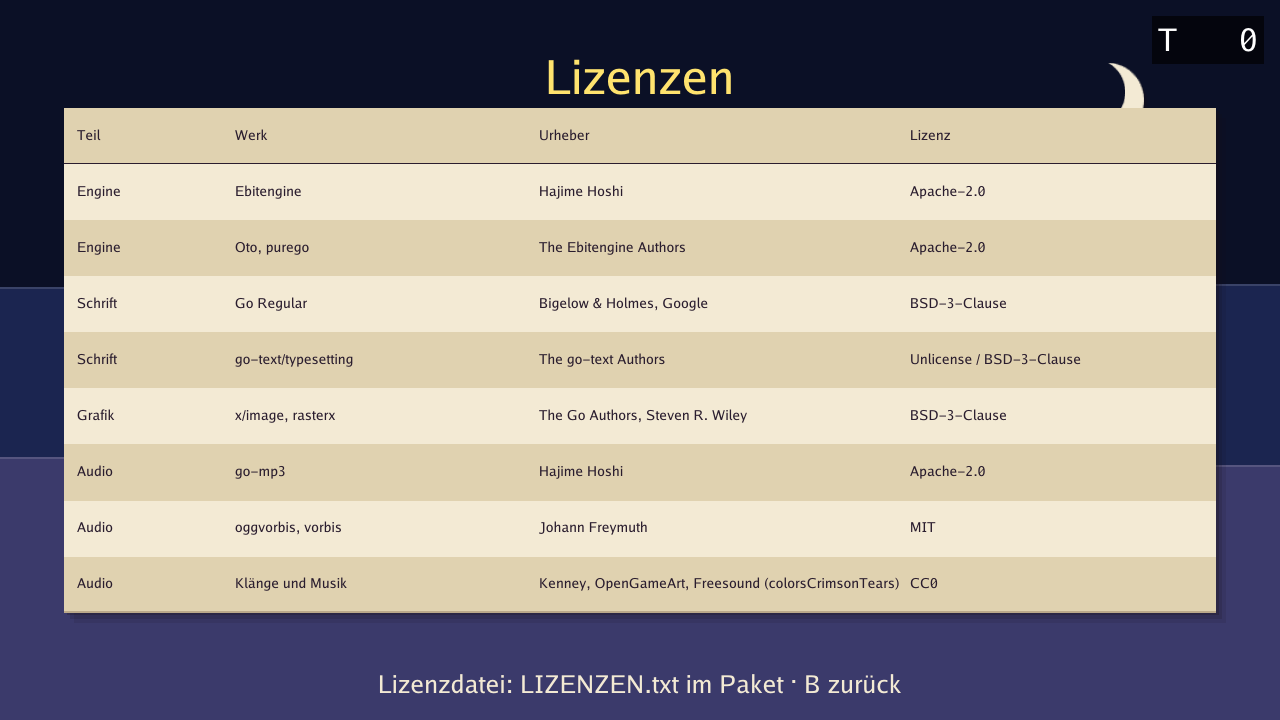 T 0
Lizenzen
Teil Werk Urheber Lizenz
Engine Ebitengine Hajime Hoshi Apache-2.0
Engine Oto, purego The Ebitengine Authors Apache-2.0
Schrift Go Regular Bigelow & Holmes, Google BSD-3-Clause
Schrift go-text/typesetting The go-text Authors Unlicense / BSD-3-Clause
Grafik x/image, rasterx The Go Authors, Steven R. Wiley BSD-3-Clause
Audio go-mp3 Hajime Hoshi Apache-2.0
Audio oggvorbis, vorbis Johann Freymuth MIT
Audio Klänge und Musik Kenney, OpenGameArt, Freesound (colorsCrimsonTears) CC0
Lizenzdatei: LIZENZEN.txt im Paket · B zurück